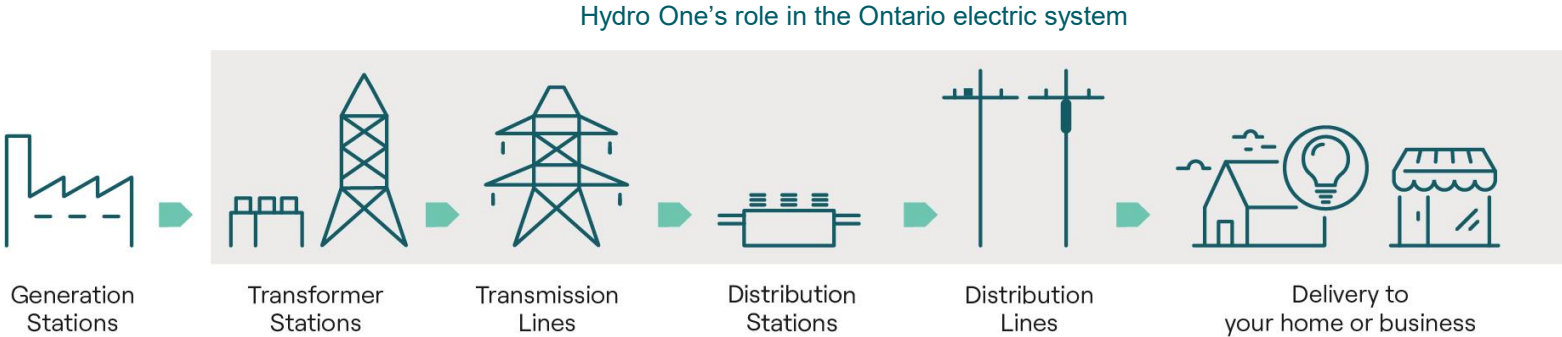 Hydro One’s role in the Ontario electric system
Generation
Stations
Transformer
Stations
Transmission
Lines
Distribution
Stations
Distribution
Lines
Delivery to
your home or business